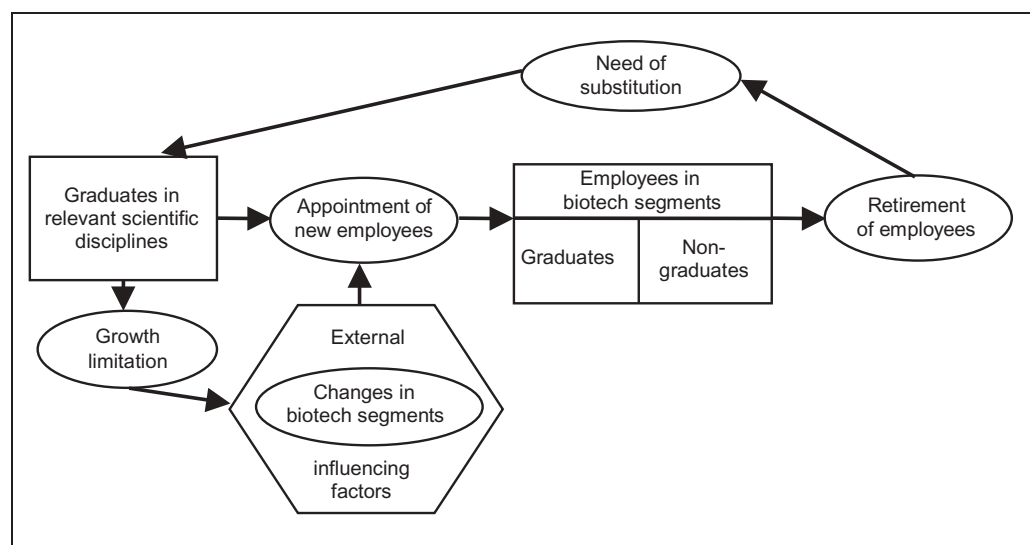 Need of
substitution
Graduates in
relevant scientific
disciplines
Appointment of
new employees
Employees in
biotech segments
Graduates
Non-
graduates
Retirement
of employees
Growth
limitation
External
Changes in
biotech segments
influencing
factors